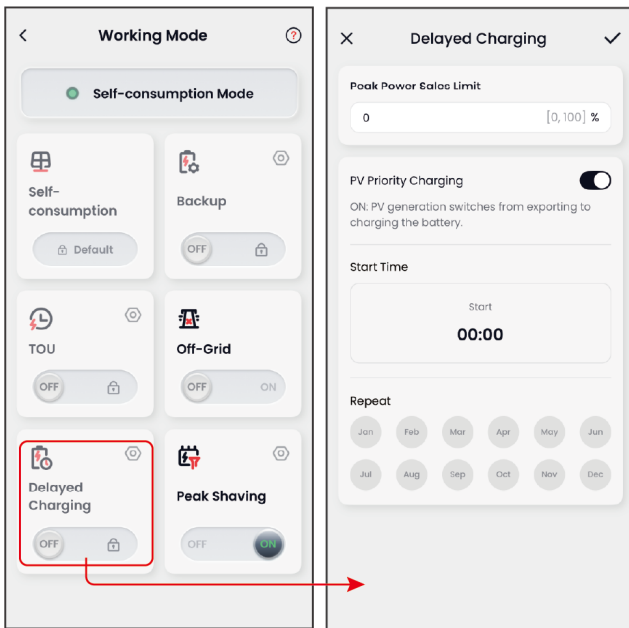 Working Mode
?
Self-consumption Mode
Self-
consumption
Default
Backup
OFF
TOU
OFF
Off-Grid
OFF ON
Delayed
Charging
OFF
Peak Shaving
OFF ON
Delayed Charging
Peak Power Sales Limit
0 [0,100] %
PV Priority Charging
ON: PV generation switches from exporting to
charging the battery.
Start Time
Start
00:00
Repeat
Jan Feb Mar Apr May Jun
Jul Aug Sep Oct Nov Dec